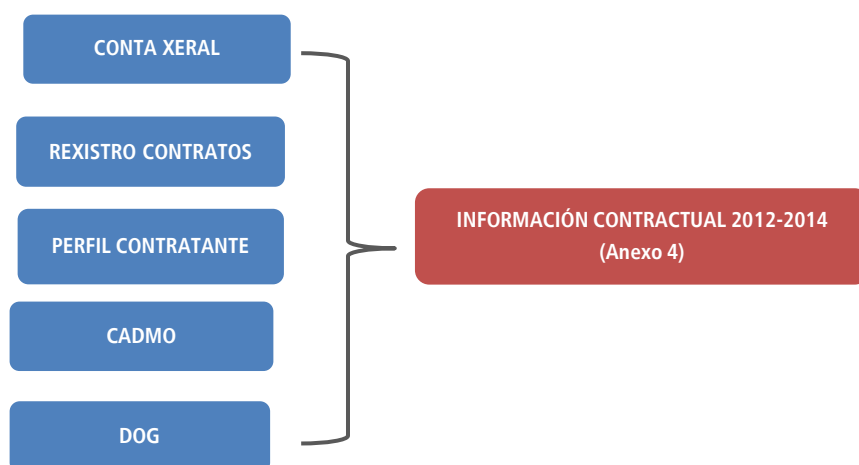 CONTA XERAL
REXISTRO CONTRATOS
PERFIL CONTRATANTE
CADMO
DOG
INFORMACIÓN CONTRACTUAL 2012-2014
(Anexo 4)